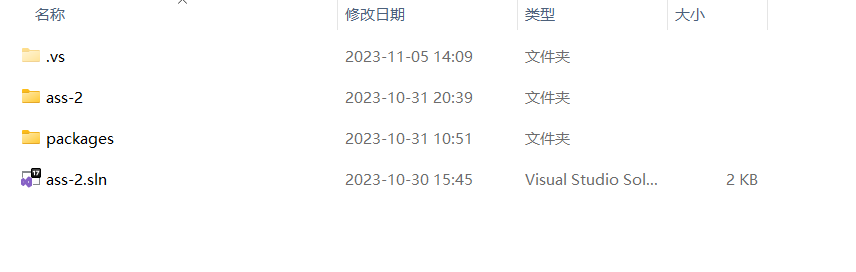 名称 修改日期 类型 大小
.vs 2023-11-05 14:09 文件夹
ass-2 2023-10-31 20:39 文件夹
packages 2023-10-31 10:51 文件夹
17
ass-2.sln 2023-10-30 15:45 Visual Studio Sol... 2 KB